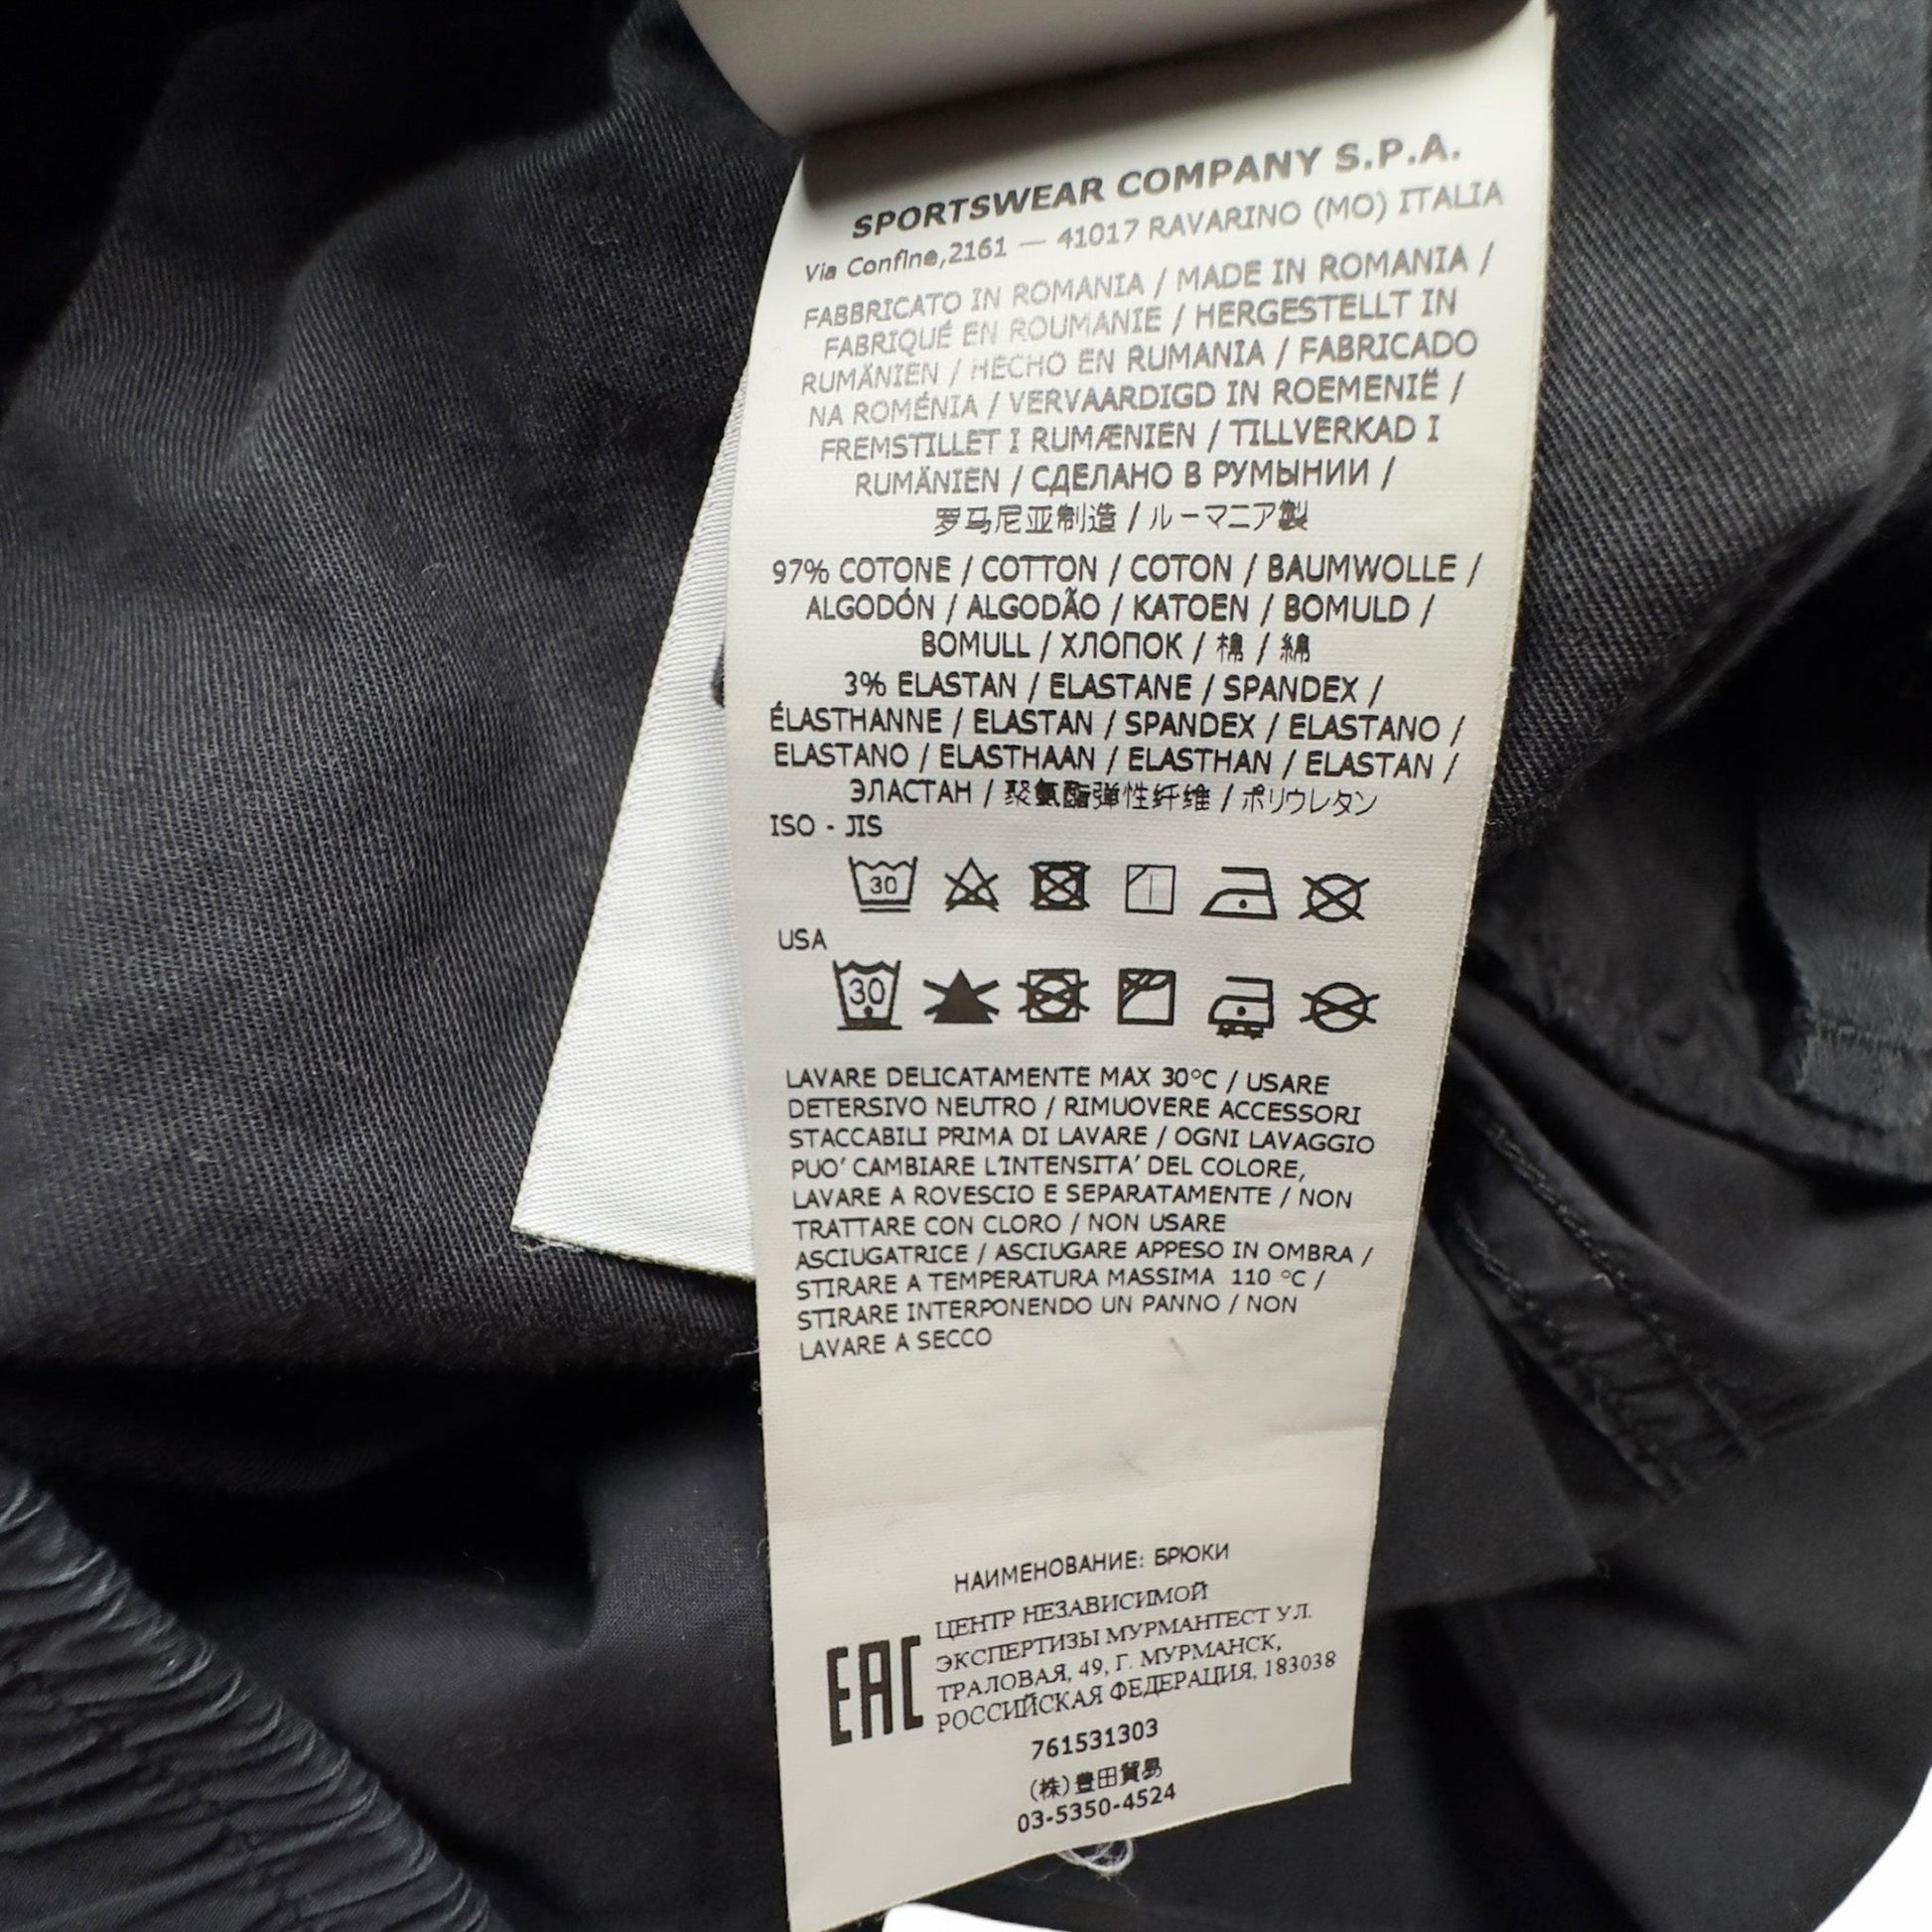 SPORTSWEAR COMPANY S.P.A.
Via Confine,2161 — 41017 RAVARINO (MO) ITALIA
FABBRICATO IN ROMANIA / MADE IN ROMANIA /
FABRIQUÉ EN ROUMANIE / HERGESTELLT IN
RUMÄNIEN / HECHO EN RUMANIA / FABRICADO
NA ROMÉNIA / VERVAARDIGD IN ROEMENIË /
FREMSTILLET I RUMÆNIEN / TILLVERKAD I
RUMÄNIEN / СДЕЛАНО В РУМЫНИИ /
罗马尼亚制造 / ルーマニア製
97% COTONE / COTTON / COTON / BAUMWOLLE /
ALGODÓN / ALGODÃO / KATOEN / BOMULD /
BOMULL / ХЛОПОК / 棉 / 綿
3% ELASTAN / ELASTANE / SPANDEX /
ÉLASTHANNE / ELASTAN / SPANDEX / ELASTANO /
ELASTANO / ELASTHAAN / ELASTHAN / ELASTAN /
ЭЛАСТАН / 聚氨酯弹性纤维 / ポリウレタン
ISO - JIS
30
USA
30
LAVARE DELICATAMENTE MAX 30°C / USARE
DETERSIVO NEUTRO / RIMUOVERE ACCESSORI
STACCABILI PRIMA DI LAVARE / OGNI LAVAGGIO
PUO' CAMBIARE L'INTENSITA' DEL COLORE,
LAVARE A ROVESCIO E SEPARATAMENTE / NON
TRATTARE CON CLORO / NON USARE
ASCIUGATRICE / ASCIUGARE APPESO IN OMBRA /
STIRARE A TEMPERATURA MASSIMA 110 °C /
STIRARE INTERPONENDO UN PANNO / NON
LAVARE A SECCO
НАИМЕНОВАНИЕ: БРЮКИ
EAC
ЦЕНТР НЕЗАВИСИМОЙ
ЭКСПЕРТИЗЫ МУРМАНТЕСТ УЛ.
ТРАЛОВАЯ, 49, Г. МУРМАНСК,
РОССИЙСКАЯ ФЕДЕРАЦИЯ, 183038
761531303
(株)豊田貿易
03-5350-4524